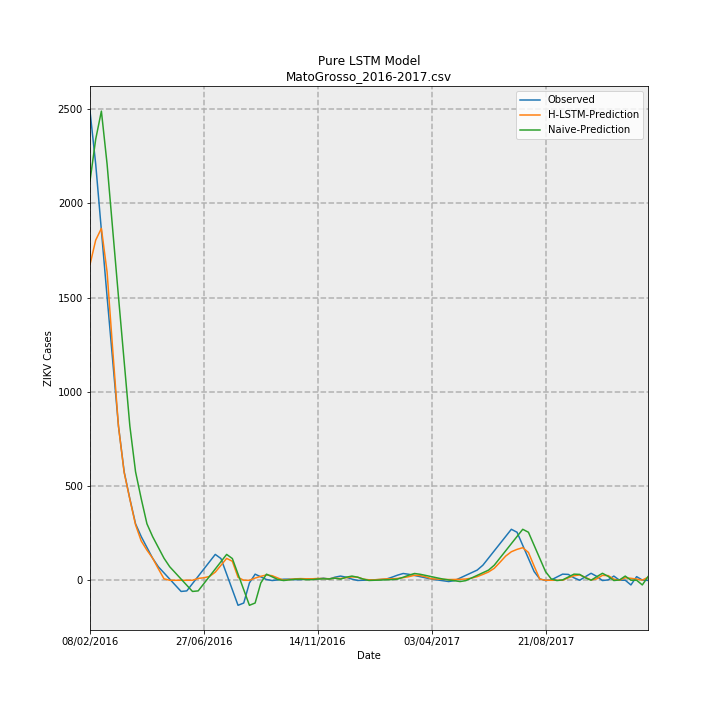 Pure LSTM Model
MatoGrosso_2016-2017.csv
Observed
H-LSTM-Prediction
Naive-Prediction
ZIKV Cases
2500
2000
1500
1000
500
0
08/02/2016
27/06/2016
14/11/2016
03/04/2017
21/08/2017
Date